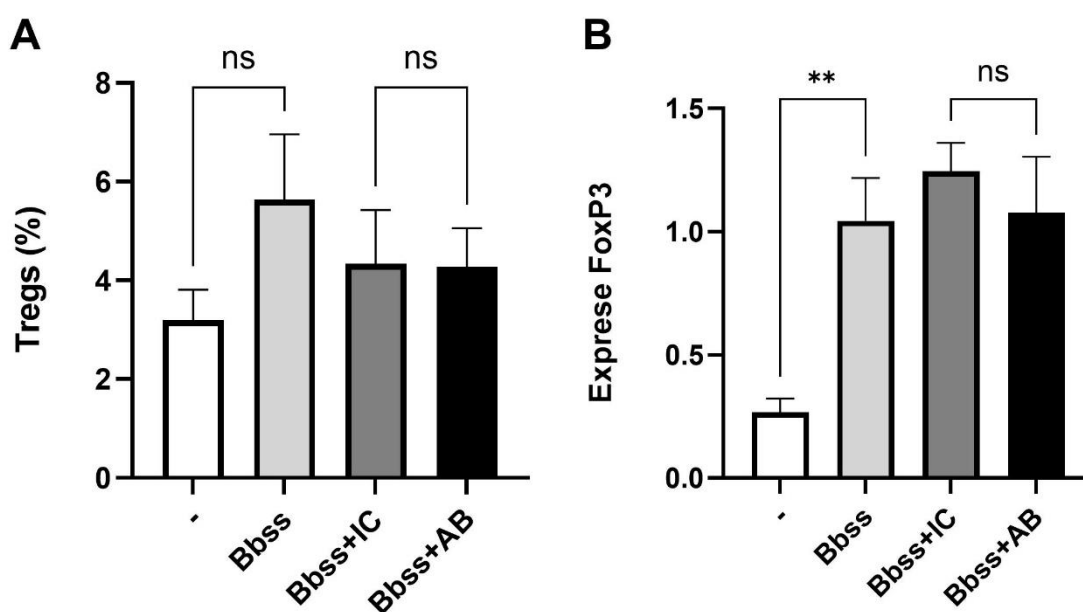 A
ns
ns
8
6
4
2
0
Tregs (%)
-
Bbss
Bbss+IC
Bbss+AB
B
**
ns
1.5
1.0
0.5
0.0
Exprese FoxP3
-
Bbss
Bbss+IC
Bbss+AB